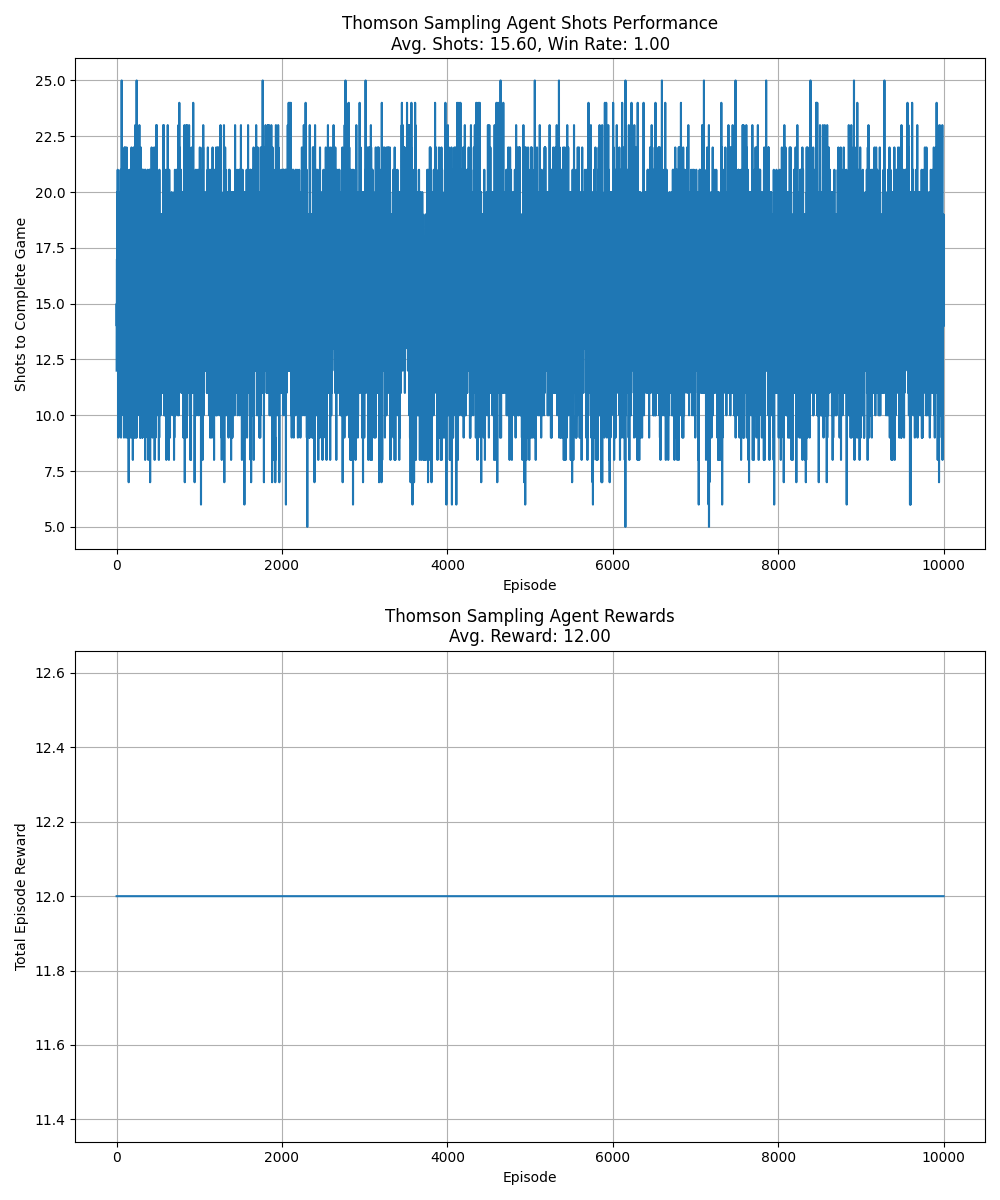 Thomson Sampling Agent Shots Performance
Avg. Shots: 15.60, Win Rate: 1.00
25.0
22.5
20.0
17.5
15.0
12.5
10.0
7.5
5.0
Shots to Complete Game
0 2000 4000 6000 8000 10000
Episode
Thomson Sampling Agent Rewards
Avg. Reward: 12.00
12.6
12.4
12.2
12.0
11.8
11.6
11.4
Total Episode Reward
0 2000 4000 6000 8000 10000
Episode